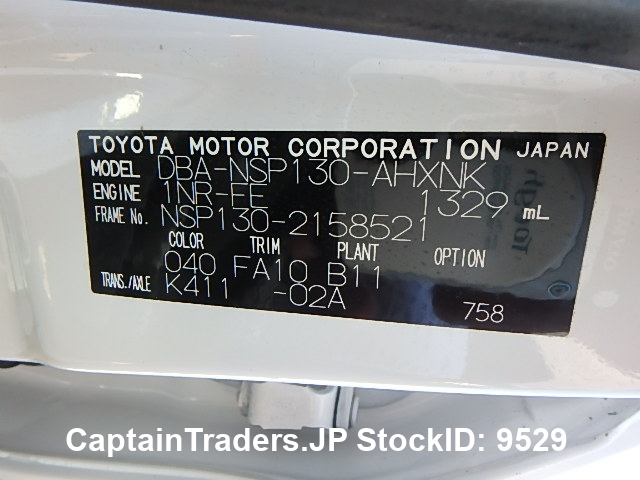 TOYOTA MOTOR CORPORATION JAPAN
MODEL DBA-NSP130-AHXNK
ENGINE 1NR-FE 1329 mL
FRAME No. NSP130-2158521
COLOR TRIM PLANT OPTION
040 FA10 B11
TRANS./AXLE K411 -02A
758
CaptainTraders.JP StockID: 9529